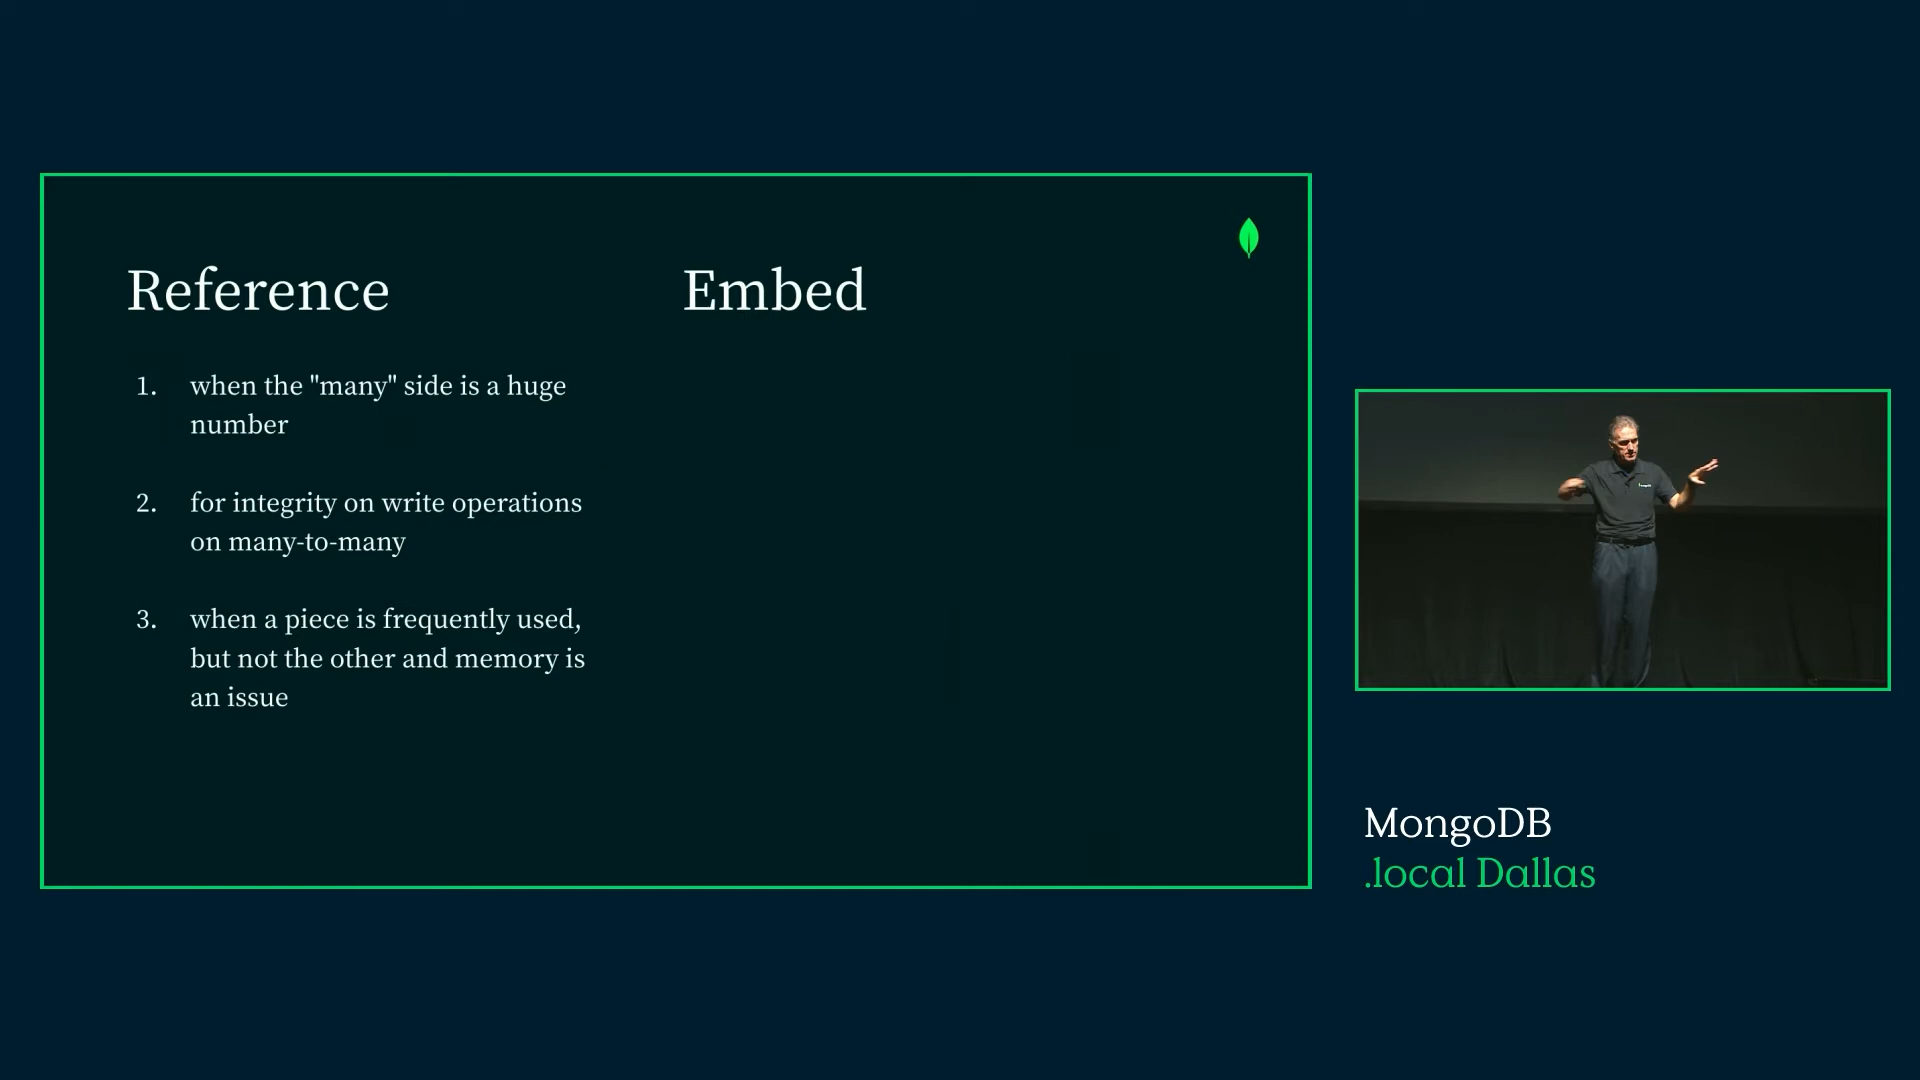 Reference
1. when the "many" side is a huge
number
2. for integrity on write operations
on many-to-many
3. when a piece is frequently used,
but not the other and memory is
an issue
Embed
MongoDB
.local Dallas